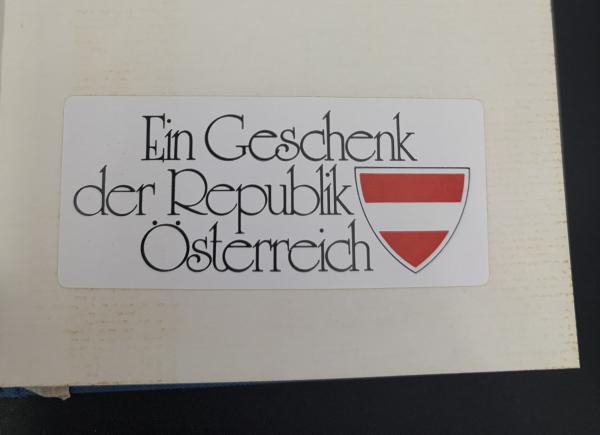 Ein Geschenk
der Republik
Österreich